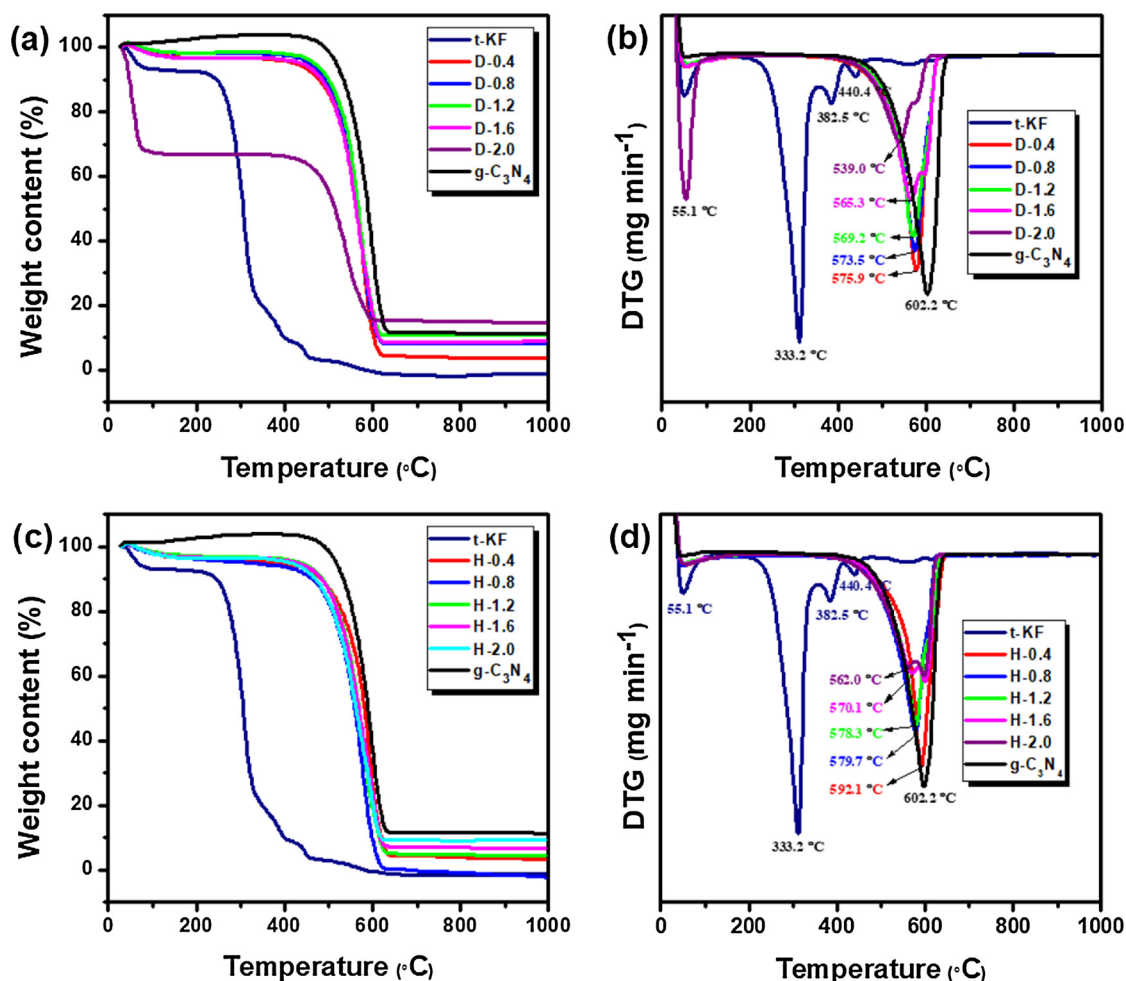 (a)
Weight content (%)
100
80
60
40
20
0
0 200 400 600 800 1000
Temperature (°C)
t-KF
D-0.4
D-0.8
D-1.2
D-1.6
D-2.0
g-C₃N₄
(b)
DTG (mg min⁻¹)
440.4 °C
382.5 °C
539.0 °C
55.1 °C
565.3 °C
569.2 °C
573.5 °C
575.9 °C
602.2 °C
333.2 °C
t-KF
D-0.4
D-0.8
D-1.2
D-1.6
D-2.0
g-C₃N₄
0 200 400 600 800 1000
Temperature (°C)
(c)
Weight content (%)
100
80
60
40
20
0
0 200 400 600 800 1000
Temperature (°C)
t-KF
H-0.4
H-0.8
H-1.2
H-1.6
H-2.0
g-C₃N₄
(d)
DTG (mg min⁻¹)
440.4 °C
55.1 °C
382.5 °C
562.0 °C
570.1 °C
578.3 °C
579.7 °C
592.1 °C
602.2 °C
333.2 °C
t-KF
H-0.4
H-0.8
H-1.2
H-1.6
H-2.0
g-C₃N₄
0 200 400 600 800 1000
Temperature (°C)